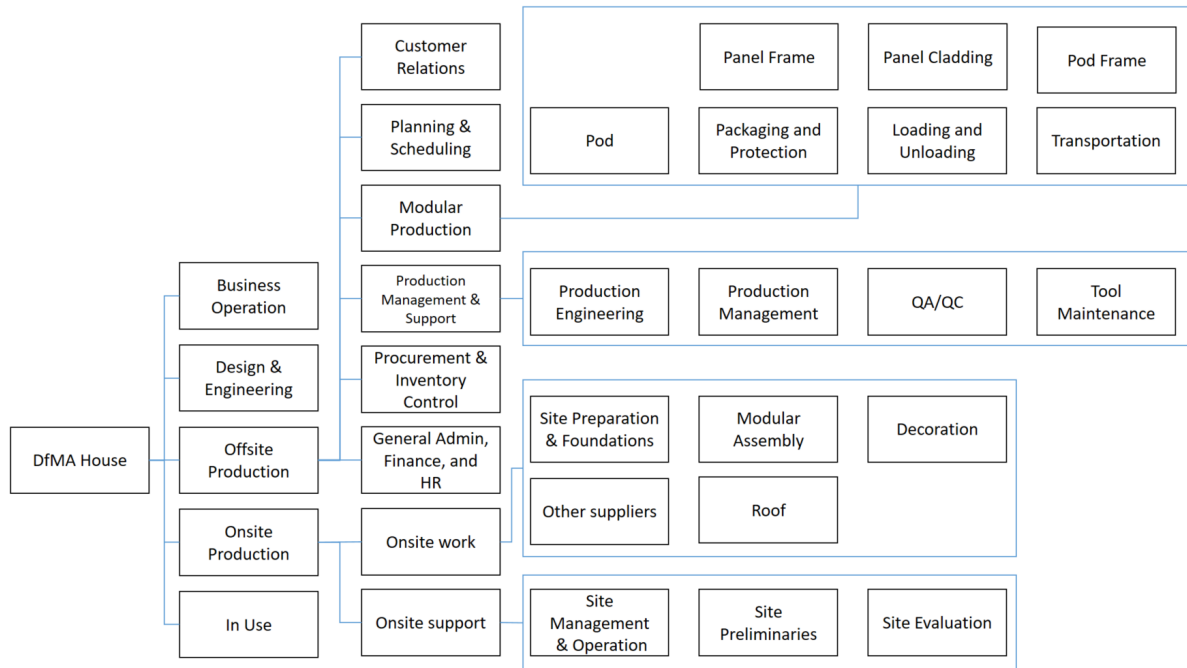 DfMA House
Business
Operation
Design &
Engineering
Offsite
Production
Onsite
Production
In Use
Customer
Relations
Planning &
Scheduling
Modular
Production
Production
Management &
Support
Procurement &
Inventory
Control
General Admin,
Finance, and
HR
Onsite work
Onsite support
Panel Frame
Panel Cladding
Pod Frame
Pod
Packaging and
Protection
Loading and
Unloading
Transportation
Production
Engineering
Production
Management
QA/QC
Tool
Maintenance
Site Preparation
& Foundations
Modular
Assembly
Decoration
Other suppliers
Roof
Site
Management
& Operation
Site
Preliminaries
Site Evaluation